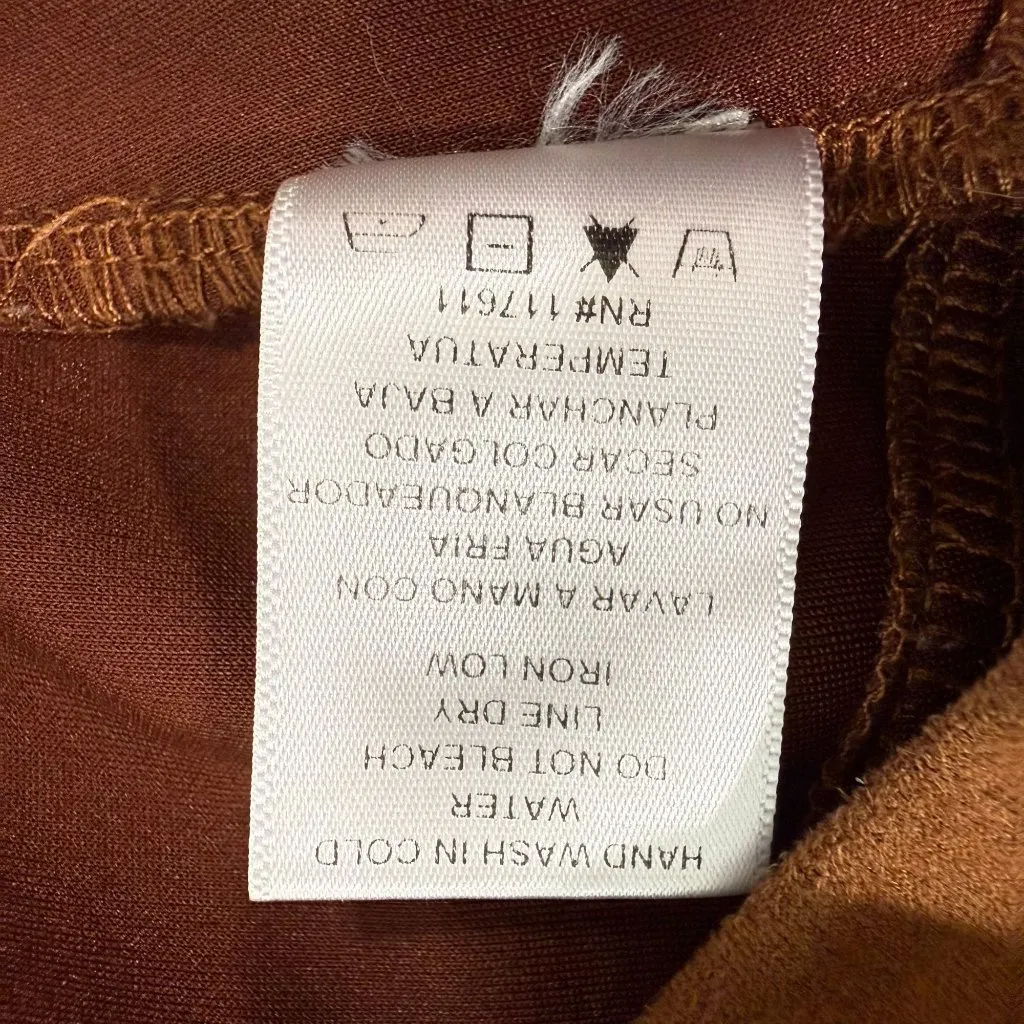 HAND WASH IN COLD
WATER
DO NOT BLEACH
LINE DRY
IRON LOW
LAVAR A MANO CON
AGUA FRIA
NO USAR BLANQUEADOR
SECAR COLGADO
PLANCHAR A BAJA
TEMPERATUA
RN# 117611